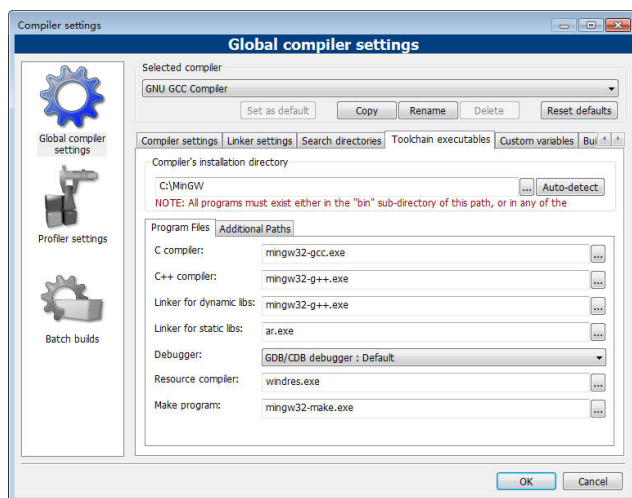 Compiler settings
Global compiler settings
Global compiler
settings
Profiler settings
Batch builds
Selected compiler
GNU GCC Compiler
Set as default
Copy
Rename
Delete
Reset defaults
Compiler settings
Linker settings
Search directories
Toolchain executables
Custom variables
Bui
Compiler's installation directory
C:\MinGW
...
Auto-detect
NOTE: All programs must exist either in the "bin" sub-directory of this path, or in any of the
Program Files
Additional Paths
C compiler:
mingw32-gcc.exe
...
C++ compiler:
mingw32-g++.exe
...
Linker for dynamic libs:
mingw32-g++.exe
...
Linker for static libs:
ar.exe
...
Debugger:
GDB/CDB debugger : Default
Resource compiler:
windres.exe
...
Make program:
mingw32-make.exe
...
OK
Cancel